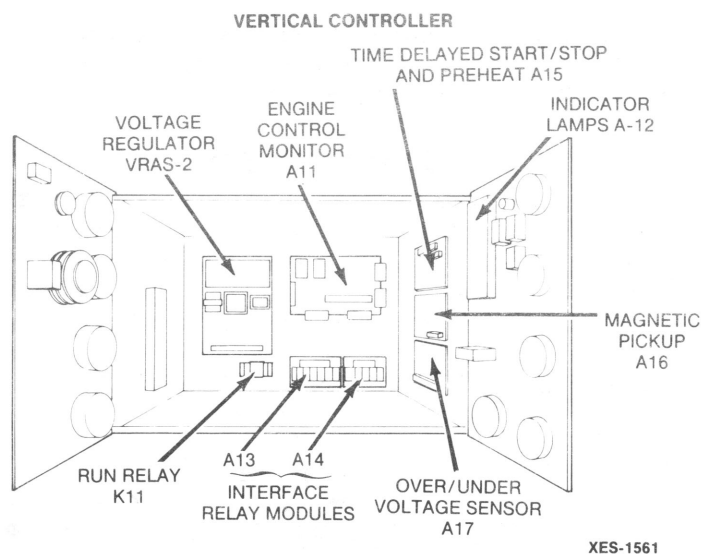 VERTICAL CONTROLLER
TIME DELAYED START/STOP
AND PREHEAT A15
INDICATOR
LAMPS A-12
ENGINE
CONTROL
MONITOR
A11
VOLTAGE
REGULATOR
VRAS-2
MAGNETIC
PICKUP
A16
RUN RELAY
K11
A13 A14
INTERFACE
RELAY MODULES
OVER/UNDER
VOLTAGE SENSOR
A17
XES-1561